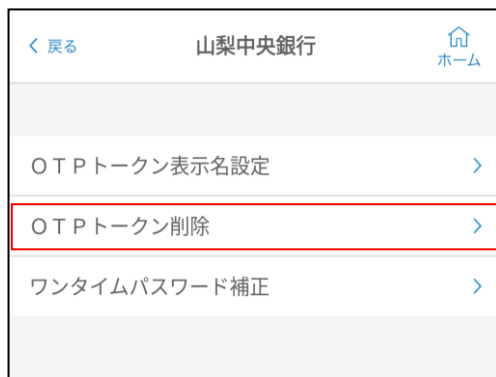 戻る 山梨中央銀行 ホーム
ＯＴＰトークン表示名設定
ＯＴＰトークン削除
ワンタイムパスワード補正